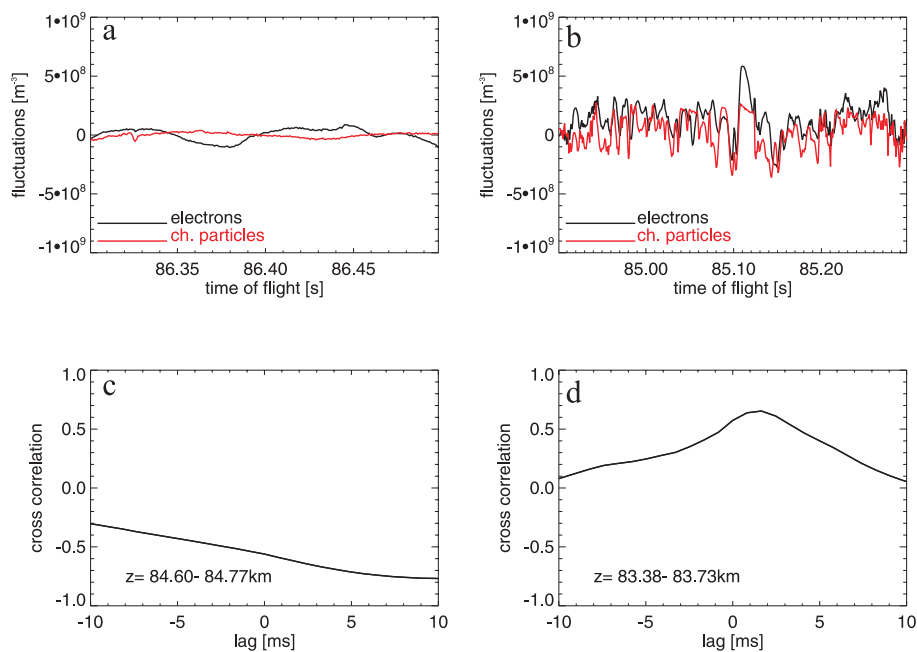 a
1•10⁹
5•10⁸
0
-5•10⁸
-1•10⁹
fluctuations [m⁻³]
electrons
ch. particles
86.35 86.40 86.45
time of flight [s]
b
1•10⁹
5•10⁸
0
-5•10⁸
-1•10⁹
fluctuations [m⁻³]
electrons
ch. particles
85.00 85.10 85.20
time of flight [s]
c
1.0
0.5
0.0
-0.5
-1.0
cross correlation
z= 84.60- 84.77km
-10 -5 0 5 10
lag [ms]
d
1.0
0.5
0.0
-0.5
-1.0
cross correlation
z= 83.38- 83.73km
-10 -5 0 5 10
lag [ms]